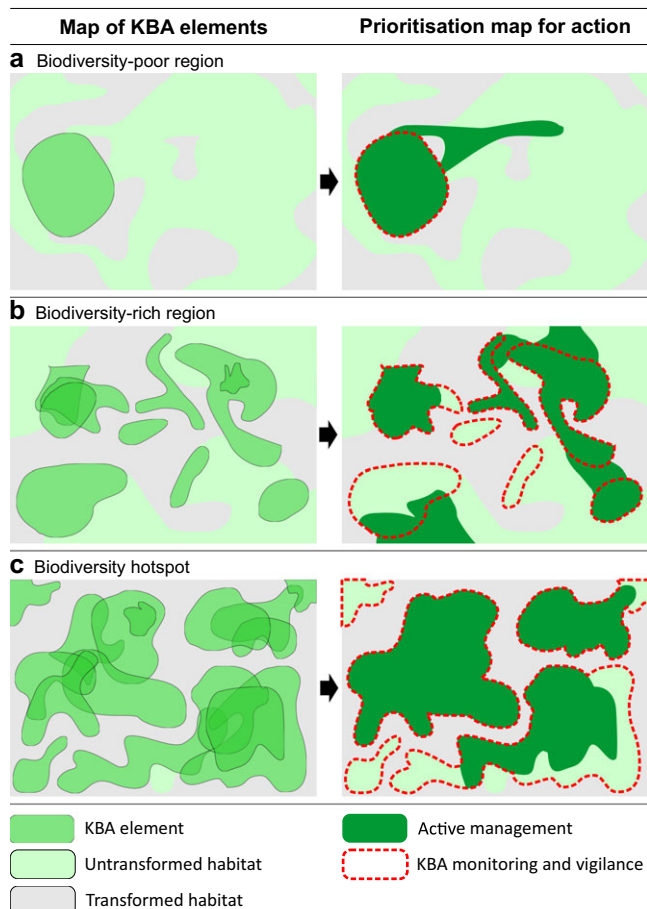 Map of KBA elements
Prioritisation map for action
a Biodiversity-poor region
b Biodiversity-rich region
c Biodiversity hotspot
KBA element
Active management
Untransformed habitat
KBA monitoring and vigilance
Transformed habitat